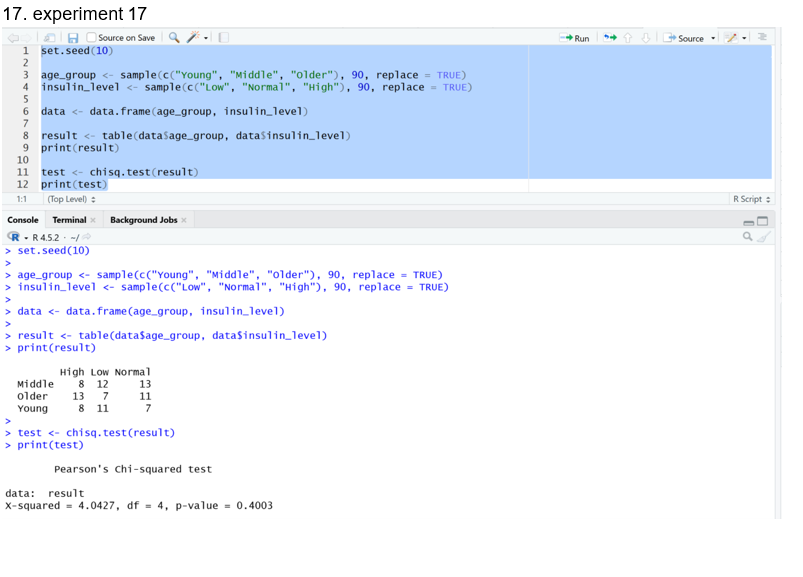 17. experiment 17
Source on Save
Run
Source
1 set.seed(10)
2
3 age_group <- sample(c("Young", "Middle", "Older"), 90, replace = TRUE)
4 insulin_level <- sample(c("Low", "Normal", "High"), 90, replace = TRUE)
5
6 data <- data.frame(age_group, insulin_level)
7
8 result <- table(data$age_group, data$insulin_level)
9 print(result)
10
11 test <- chisq.test(result)
12 print(test)
1:1 (Top Level) R Script
Console Terminal Background Jobs
R 4.5.2 · ~/
> set.seed(10)
>
> age_group <- sample(c("Young", "Middle", "Older"), 90, replace = TRUE)
> insulin_level <- sample(c("Low", "Normal", "High"), 90, replace = TRUE)
>
> data <- data.frame(age_group, insulin_level)
>
> result <- table(data$age_group, data$insulin_level)
> print(result)
High Low Normal
Middle 8 12 13
Older 13 7 11
Young 8 11 7
>
> test <- chisq.test(result)
> print(test)
Pearson's Chi-squared test
data: result
X-squared = 4.0427, df = 4, p-value = 0.4003